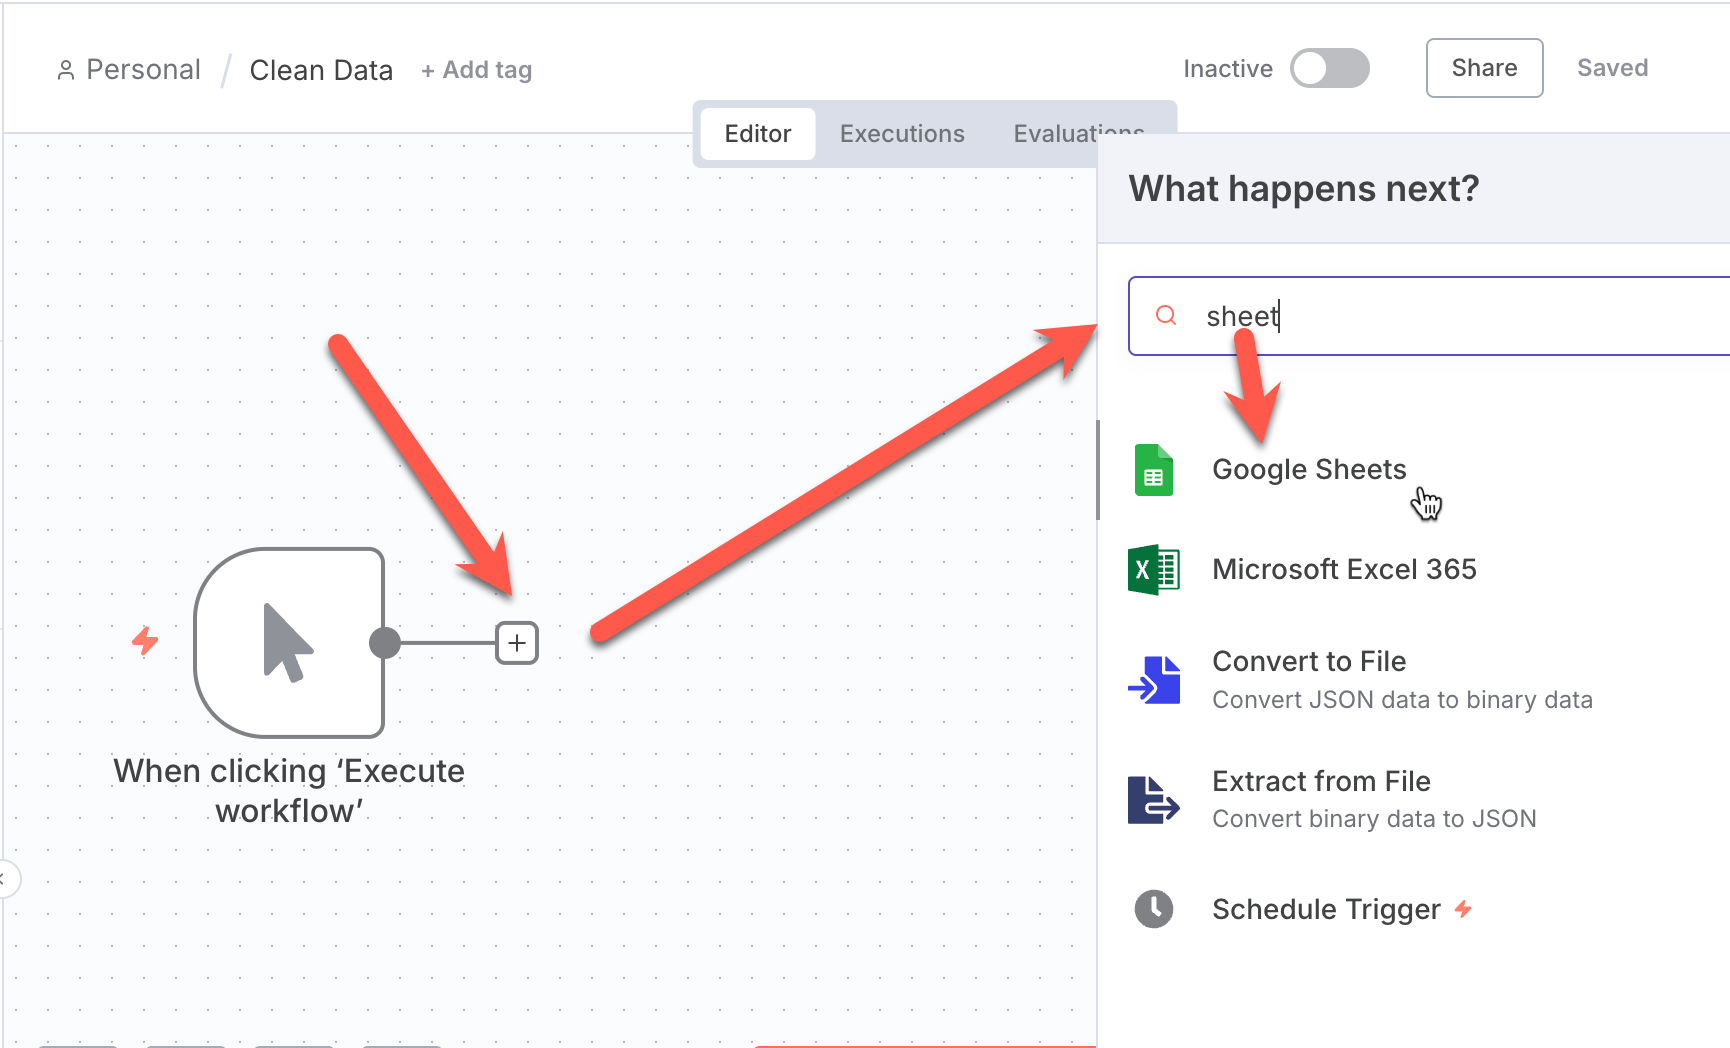 Personal / Clean Data + Add tag
Inactive Share Saved
Editor Executions Evaluations
What happens next?
sheet
Google Sheets
Microsoft Excel 365
Convert to File
Convert JSON data to binary data
Extract from File
Convert binary data to JSON
Schedule Trigger
When clicking ‘Execute
workflow’